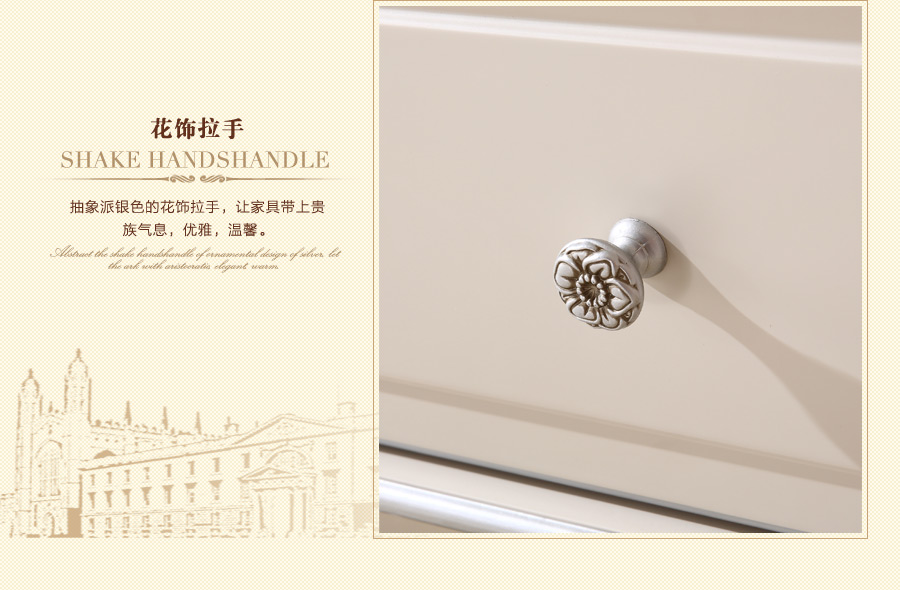 花饰拉手
SHAKE HANDSHANDLE
抽象派银色的花饰拉手，让家具带上贵
族气息，优雅，温馨。
Abstract the shake handshandle of ornamental design of silver, let
the ark with aristocratic, elegant, warm.